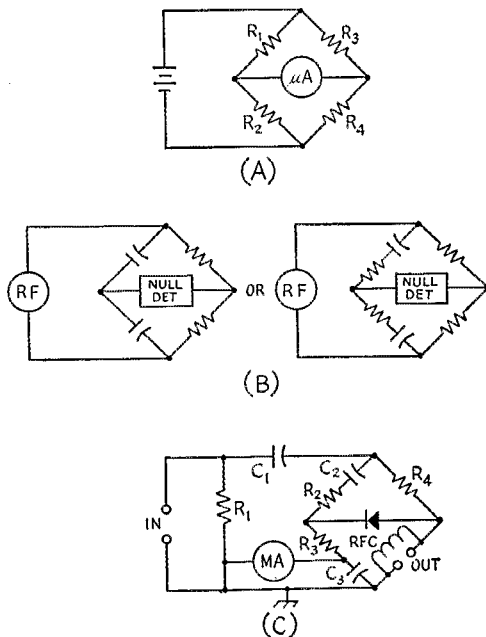 R1
R3
μA
R2
R4
(A)
RF
NULL
DET
OR
RF
NULL
DET
(B)
C1
C2
R4
R2
IN
R1
R3
RFC
MA
C3
OUT
(C)